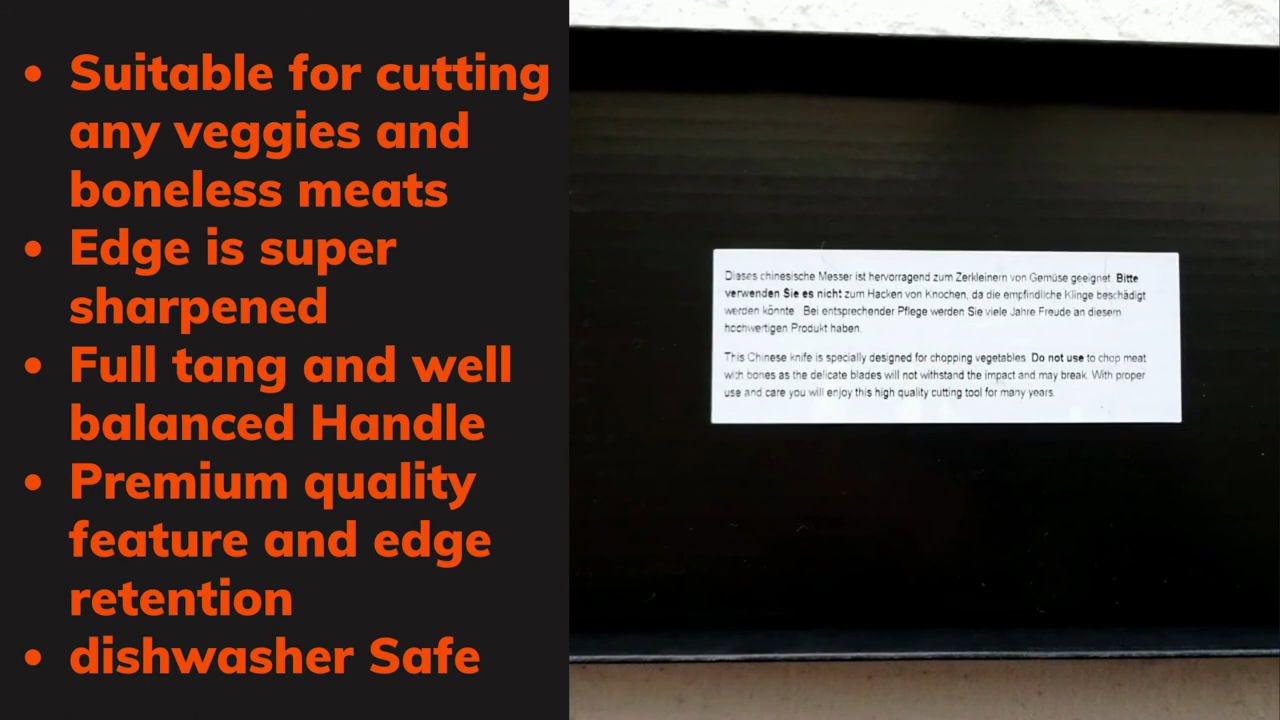 • Suitable for cutting
any veggies and
boneless meats
• Edge is super
sharpened
• Full tang and well
balanced Handle
• Premium quality
feature and edge
retention
• dishwasher Safe
Dieses chinesische Messer ist hervorragend zum Zerkleinern von Gemüse geeignet. Bitte
verwenden Sie es nicht zum Hacken von Knochen, da die empfindliche Klinge beschädigt
werden könnte. Bei entsprechender Pflege werden Sie viele Jahre Freude an diesem
hochwertigen Produkt haben.
This Chinese knife is specially designed for chopping vegetables. Do not use to chop meat
with bones as the delicate blades will not withstand the impact and may break. With proper
use and care you will enjoy this high quality cutting tool for many years.